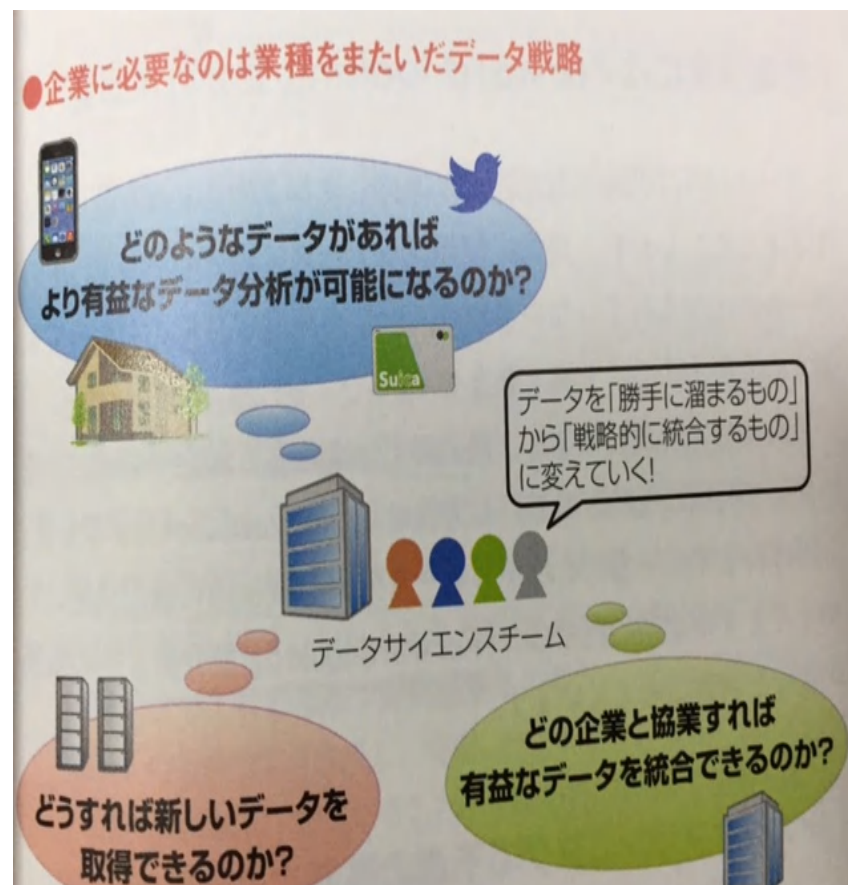 ●企業に必要なのは業種をまたいだデータ戦略
どのようなデータがあれば
より有益なデータ分析が可能になるのか?
Suica
データを「勝手に溜まるもの」
から「戦略的に統合するもの」
に変えていく!
データサイエンスチーム
どの企業と協業すれば
有益なデータを統合できるのか?
どうすれば新しいデータを
取得できるのか?